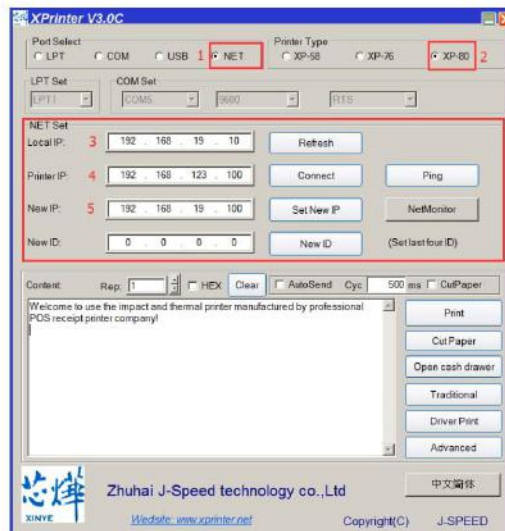 XPrinter V3.0C
Port Select
LPT COM USB 1 NET
Printer Type
XP-58 XP-76 XP-80 2
LPT Set
LPT1
COM Set
COM5 9600 RTS
NET Set
Local IP: 3 192 . 168 . 19 . 10 Refresh
Printer IP: 4 192 . 168 . 123 . 100 Connect Ping
New IP: 5 192 . 168 . 19 . 100 Set New IP NetMonitor
New ID: 0 . 0 . 0 . 0 New ID (Set last four ID)
Content: Rep: 1 HEX Clear AutoSend Cyc 500 ms CutPaper
Welcome to use the impact and thermal printer manufactured by professional
POS receipt printer company!
Print
Cut Paper
Open cash drawer
Traditional
Driver Print
Advanced
芯烨
XINYE
Zhuhai J-Speed technology co.,Ltd
中文简体
Wedsite: www.xprinter.net
Copyright(C) J-SPEED